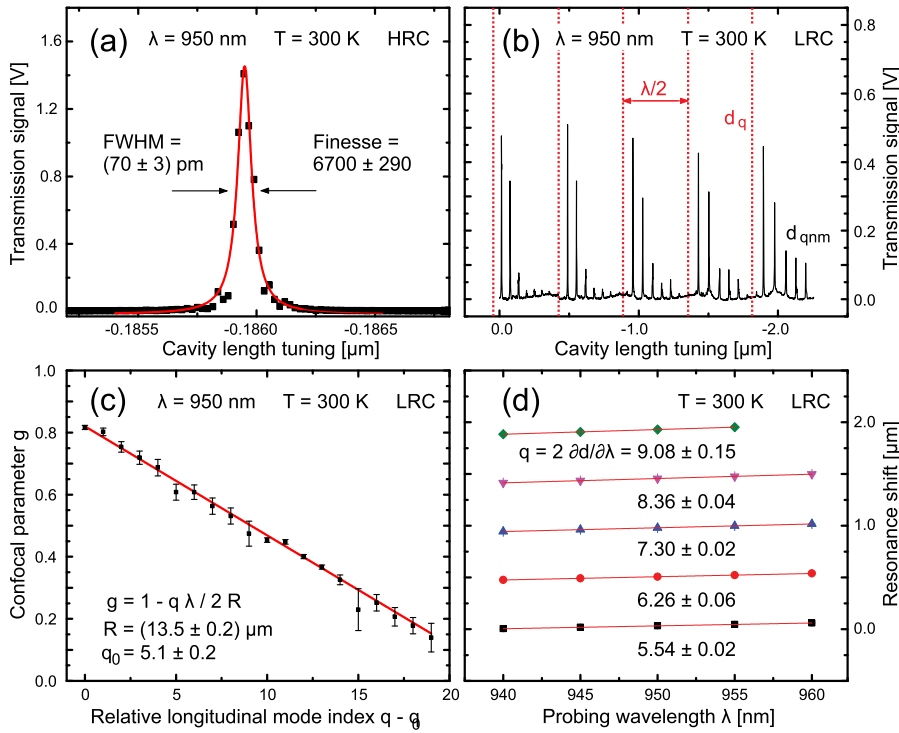 (a) λ = 950 nm T = 300 K HRC
FWHM =
(70 ± 3) pm
Finesse =
6700 ± 290
Transmission signal [V]
1.6
1.2
0.8
0.4
0.0
-0.1855 -0.1860 -0.1865
Cavity length tuning [µm]
(b) λ = 950 nm T = 300 K LRC
λ/2
d q
d qnm
0.8
0.6
0.4
0.2
0.0
Transmission signal [V]
0.0 -1.0 -2.0
Cavity length tuning [µm]
(c) λ = 950 nm T = 300 K LRC
Confocal parameter g
1.0
0.8
0.6
0.4
0.2
0.0
g = 1 - q λ / 2 R
R = (13.5 ± 0.2) µm
q0 = 5.1 ± 0.2
0 5 10 15 20
Relative longitudinal mode index q - q0
(d) T = 300 K LRC
q = 2 ∂d/∂λ = 9.08 ± 0.15
8.36 ± 0.04
7.30 ± 0.02
6.26 ± 0.06
5.54 ± 0.02
2.0
1.0
0.0
Resonance shift [µm]
940 945 950 955 960
Probing wavelength λ [nm]